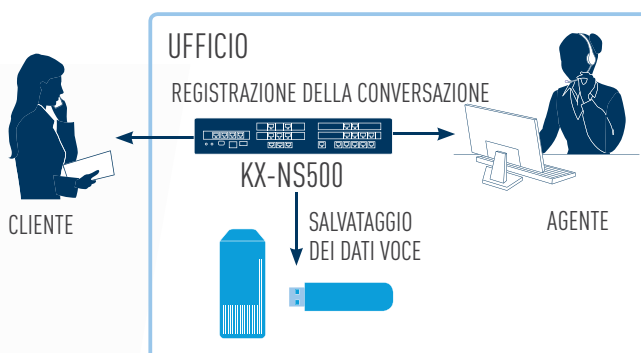 UFFICIO
REGISTRAZIONE DELLA CONVERSAZIONE
KX-NS500
CLIENTE
SALVATAGGIO
DEI DATI VOCE
AGENTE